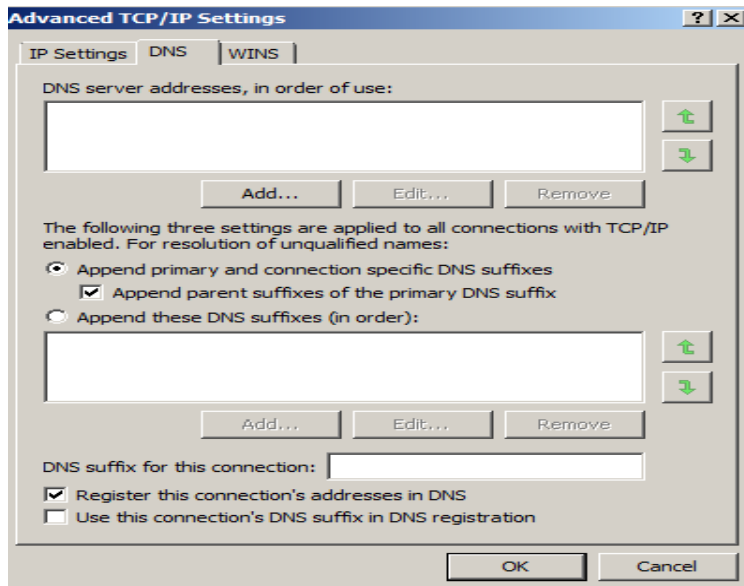 Advanced TCP/IP Settings
IP Settings DNS WINS
DNS server addresses, in order of use:
Add... Edit... Remove
The following three settings are applied to all connections with TCP/IP
enabled. For resolution of unqualified names:
Append primary and connection specific DNS suffixes
Append parent suffixes of the primary DNS suffix
Append these DNS suffixes (in order):
Add... Edit... Remove
DNS suffix for this connection:
Register this connection's addresses in DNS
Use this connection's DNS suffix in DNS registration
OK Cancel